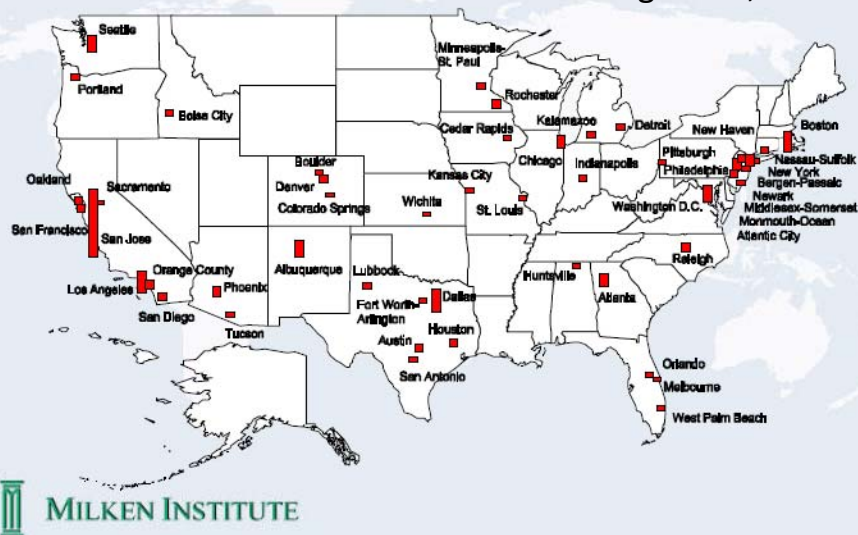 Seattle
Portland
Boise City
Minneapolis-
St. Paul
Rochester
Cedar Rapids
Kalamazoo
Detroit
Chicago
Indianapolis
New Haven
Boston
Pittsburgh
Philadelphia
Nassau-Suffolk
New York
Bergen-Passaic
Newark
Middlesex-Somerset
Monmouth-Ocean
Atlantic City
Washington D.C.
Oakland
Sacramento
San Francisco
San Jose
Boulder
Denver
Colorado Springs
Kansas City
Wichita
St. Louis
Los Angeles
Orange County
San Diego
Phoenix
Tucson
Albuquerque
Lubbock
Fort Worth-
Arlington
Dallas
Austin
Houston
San Antonio
Huntsville
Atlanta
Raleigh
Orlando
Melbourne
West Palm Beach
MILKEN INSTITUTE